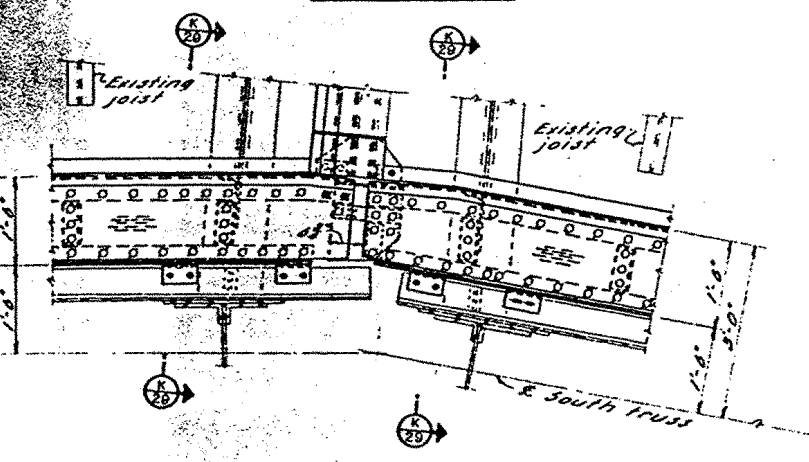 K
29
K
29
Existing
joist
Existing
joist
1'-0"
1'-0"
1'-0"
1'-0"
3'-0"
K
29
K
29
℄ South truss